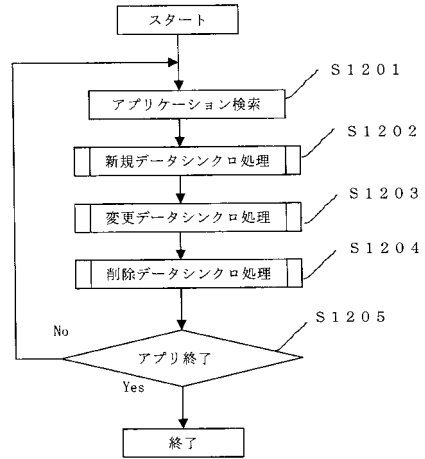 スタート
S1201
アプリケーション検索
S1202
新規データシンクロ処理
S1203
変更データシンクロ処理
S1204
削除データシンクロ処理
S1205
No
アプリ終了
Yes
終了